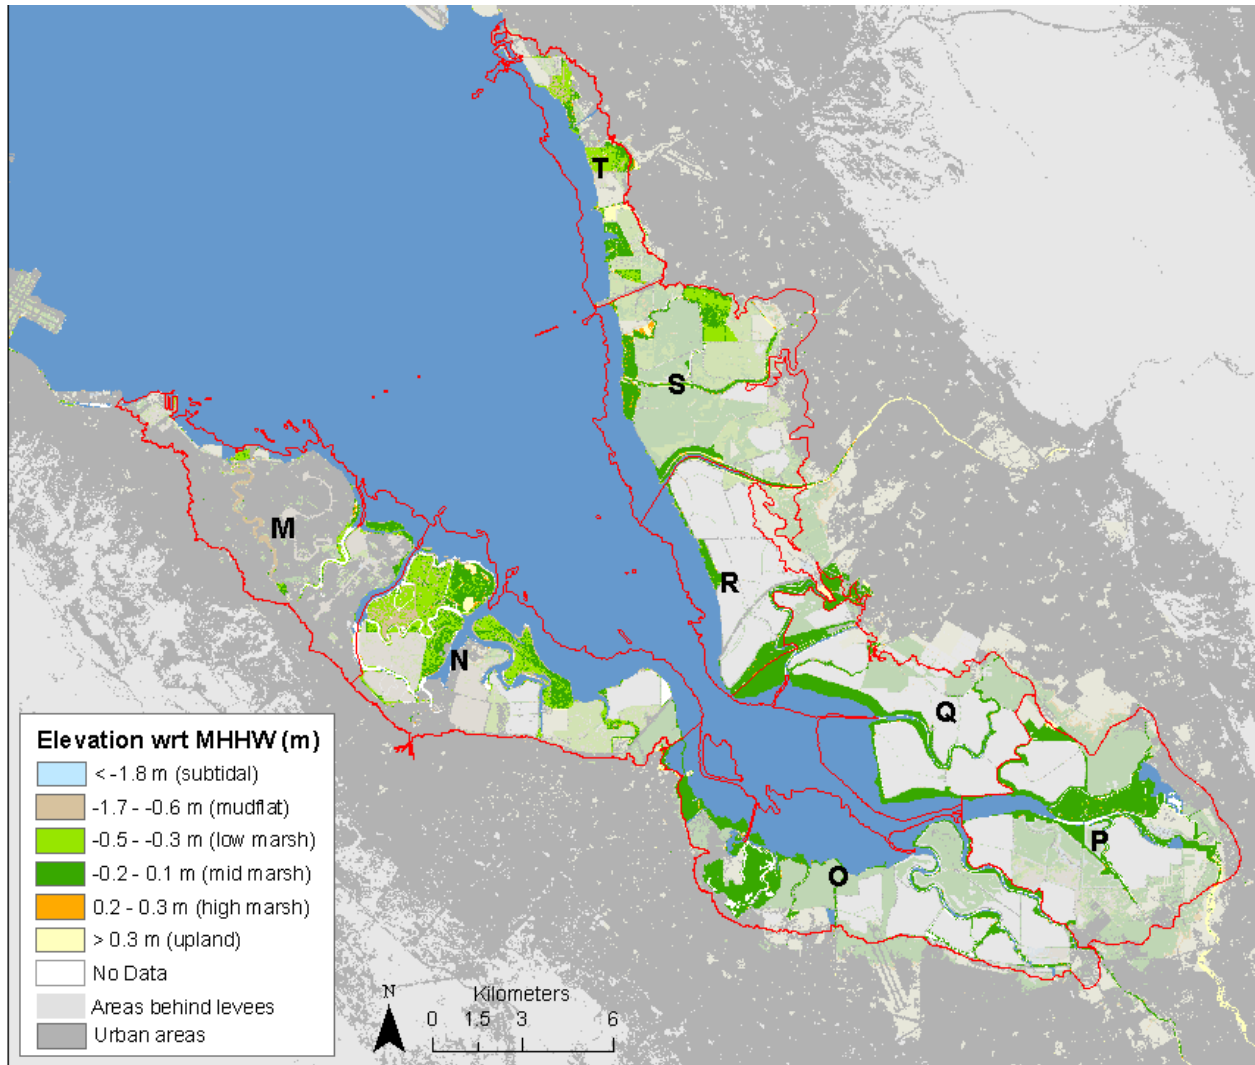 T
S
M
R
N
Q
P
O
Elevation wrt MHHW (m)
< -1.8 m (subtidal)
-1.7 - -0.6 m (mudflat)
-0.5 - -0.3 m (low marsh)
-0.2 - 0.1 m (mid marsh)
0.2 - 0.3 m (high marsh)
> 0.3 m (upland)
No Data
Areas behind levees
Urban areas
N
Kilometers
0 1.5 3 6